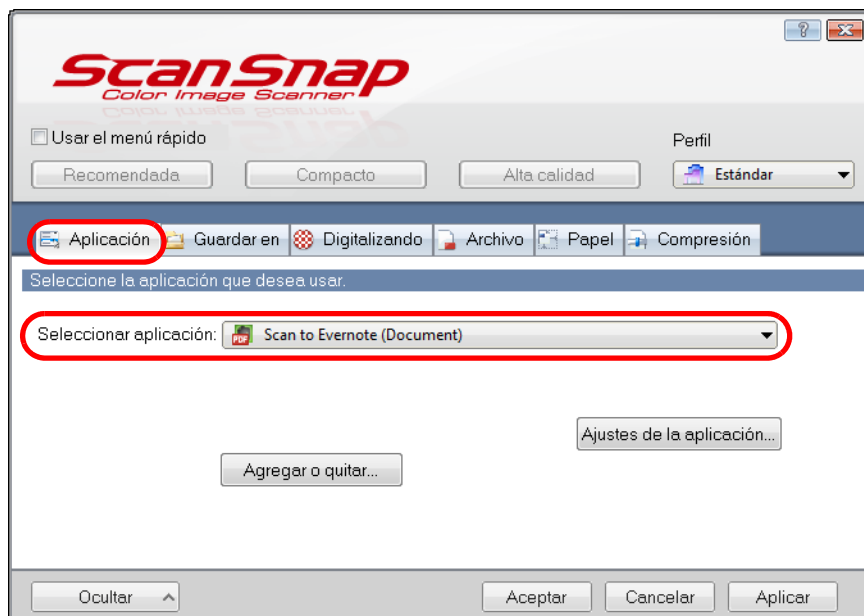 ScanSnap
Color Image Scanner
Usar el menú rápido
Perfil
Recomendada Compacto Alta calidad Estándar
Aplicación Guardar en Digitalizando Archivo Papel Compresión
Seleccione la aplicación que desea usar.
Seleccionar aplicación: PDF Scan to Evernote (Document)
Ajustes de la aplicación...
Agregar o quitar...
Ocultar Aceptar Cancelar Aplicar